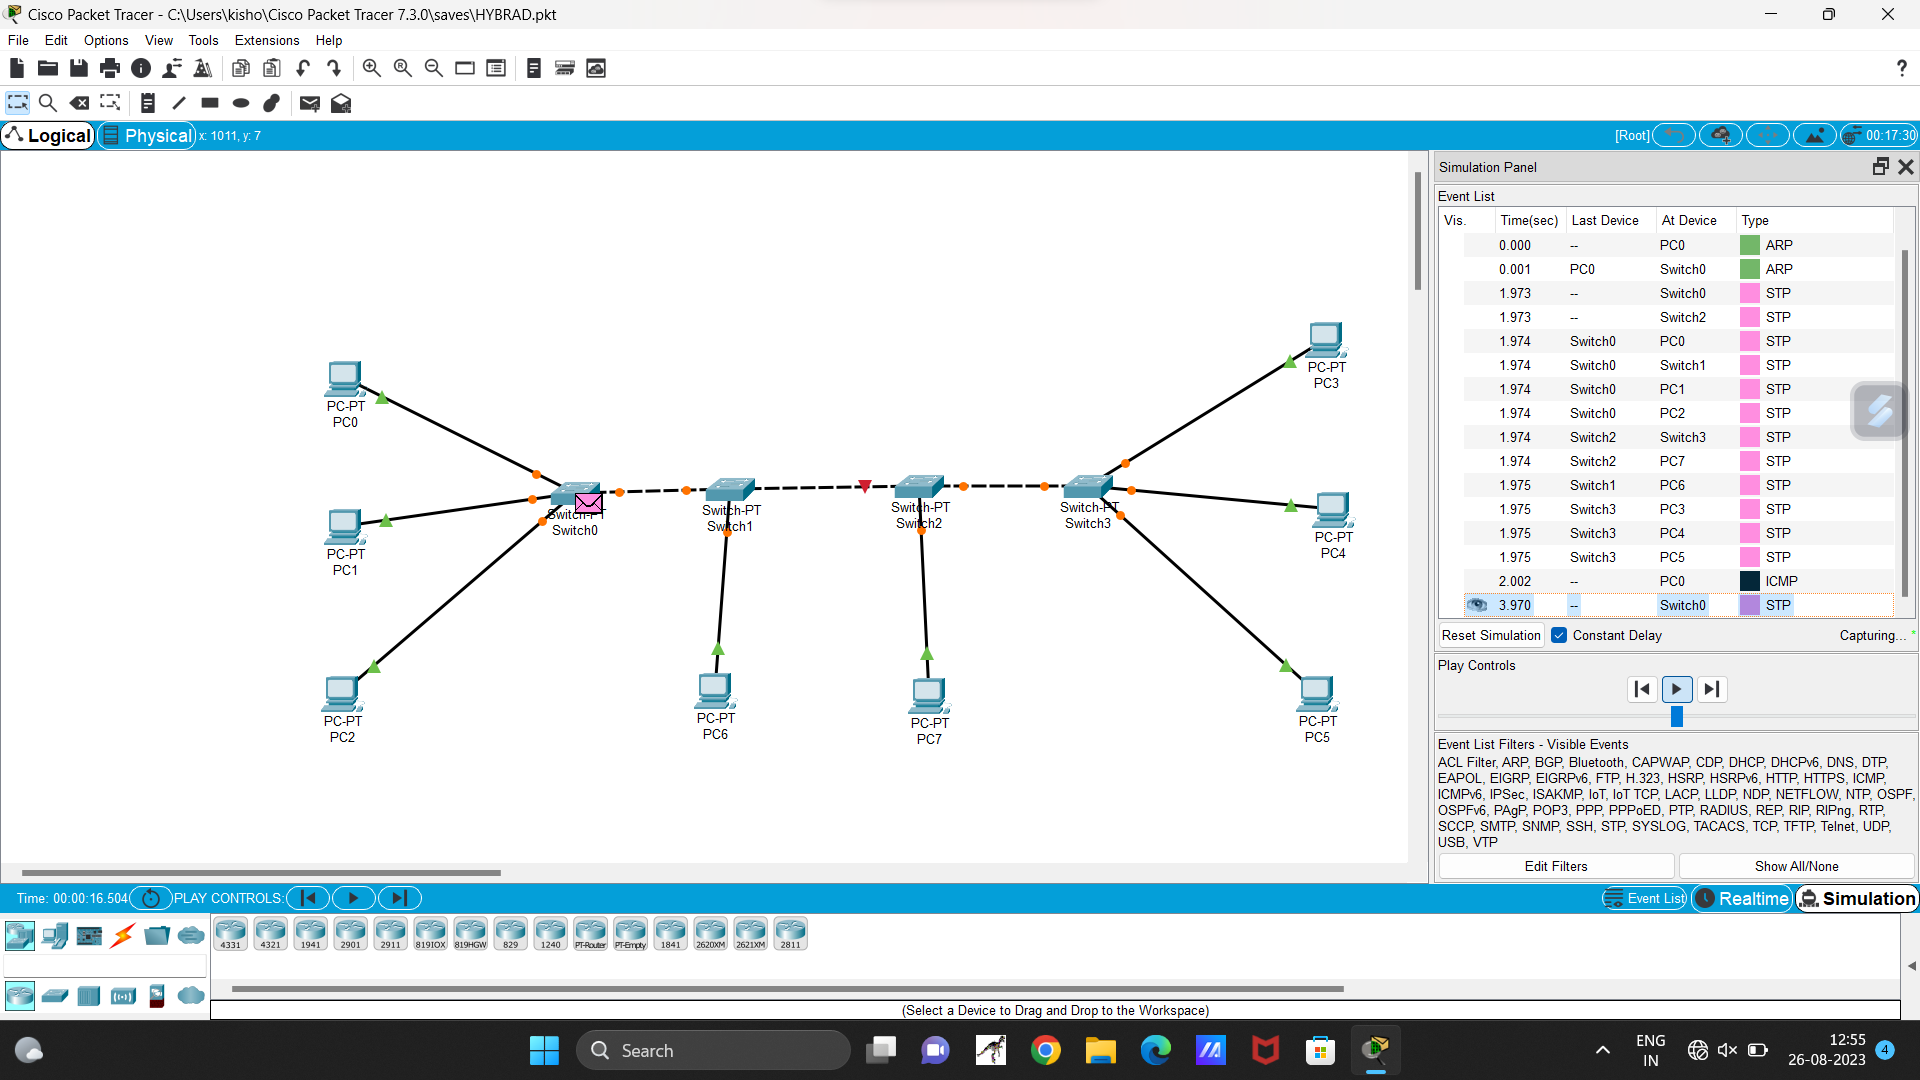 Cisco Packet Tracer - C:\Users\kisho\Cisco Packet Tracer 7.3.0\saves\HYBRAD.pkt
File Edit Options View Tools Extensions Help
Logical Physical x: 1011, y: 7
[Root] 00:17:30
PC-PT
PC0
PC-PT
PC1
PC-PT
PC2
Switch-PT
Switch0
Switch-PT
Switch1
Switch-PT
Switch2
Switch-PT
Switch3
PC-PT
PC3
PC-PT
PC4
PC-PT
PC5
PC-PT
PC6
PC-PT
PC7
Simulation Panel
Event List
Vis. Time(sec) Last Device At Device Type
0.000 -- PC0 ARP
0.001 PC0 Switch0 ARP
1.973 -- Switch0 STP
1.973 -- Switch2 STP
1.974 Switch0 PC0 STP
1.974 Switch0 Switch1 STP
1.974 Switch0 PC1 STP
1.974 Switch0 PC2 STP
1.974 Switch2 Switch3 STP
1.974 Switch2 PC7 STP
1.975 Switch1 PC6 STP
1.975 Switch3 PC3 STP
1.975 Switch3 PC4 STP
1.975 Switch3 PC5 STP
2.002 -- PC0 ICMP
3.970 -- Switch0 STP
Reset Simulation Constant Delay Capturing...
Play Controls
Event List Filters - Visible Events
ACL Filter, ARP, BGP, Bluetooth, CAPWAP, CDP, DHCP, DHCPv6, DNS, DTP,
EAPOL, EIGRP, EIGRPv6, FTP, H.323, HSRP, HSRPv6, HTTP, HTTPS, ICMP,
ICMPv6, IPSec, ISAKMP, IoT, IoT TCP, LACP, LLDP, NDP, NETFLOW, NTP, OSPF,
OSPFv6, PAgP, POP3, PPP, PPPoED, PTP, RADIUS, REP, RIP, RIPng, RTP,
SCCP, SMTP, SNMP, SSH, STP, SYSLOG, TACACS, TCP, TFTP, Telnet, UDP,
USB, VTP
Edit Filters Show All/None
Time: 00:00:16.504 PLAY CONTROLS:
Event List Realtime Simulation
4331 4321 1941 2901 2911 819IOX 819HGW 829 1240 PT-Router PT-Empty 1841 2620XM 2621XM 2811
(Select a Device to Drag and Drop to the Workspace)
Search
ENG
IN
12:55
26-08-2023
4